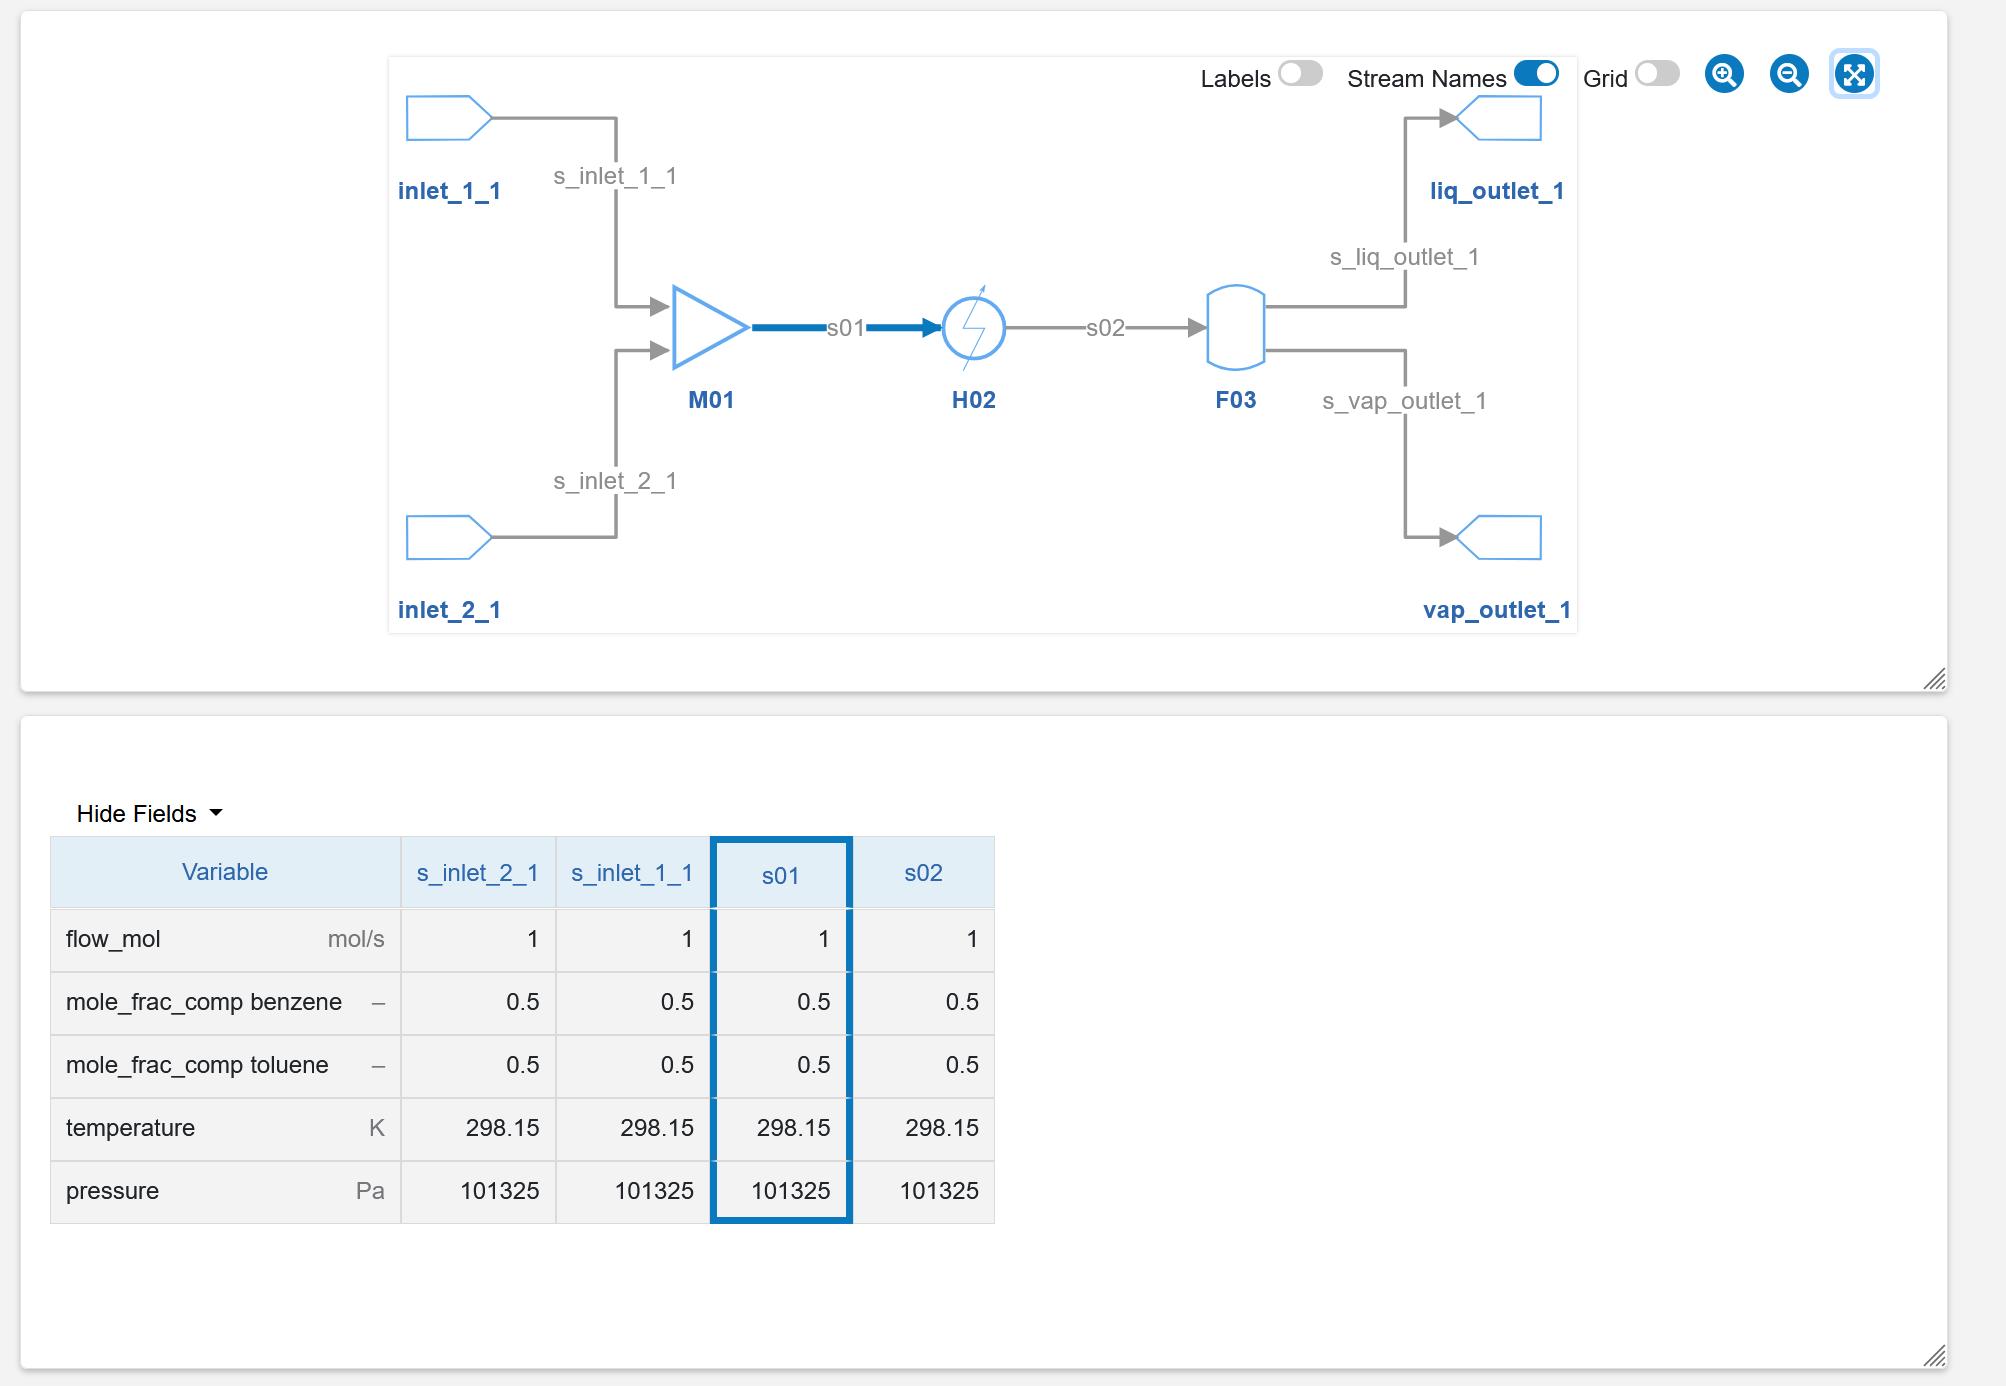 Labels
Stream Names
Grid
s_inlet_1_1
inlet_1_1
liq_outlet_1
s_liq_outlet_1
s01
s02
M01
H02
F03
s_vap_outlet_1
s_inlet_2_1
inlet_2_1
vap_outlet_1
Hide Fields
Variable s_inlet_2_1 s_inlet_1_1 s01 s02
flow_mol mol/s 1 1 1 1
mole_frac_comp benzene – 0.5 0.5 0.5 0.5
mole_frac_comp toluene – 0.5 0.5 0.5 0.5
temperature K 298.15 298.15 298.15 298.15
pressure Pa 101325 101325 101325 101325